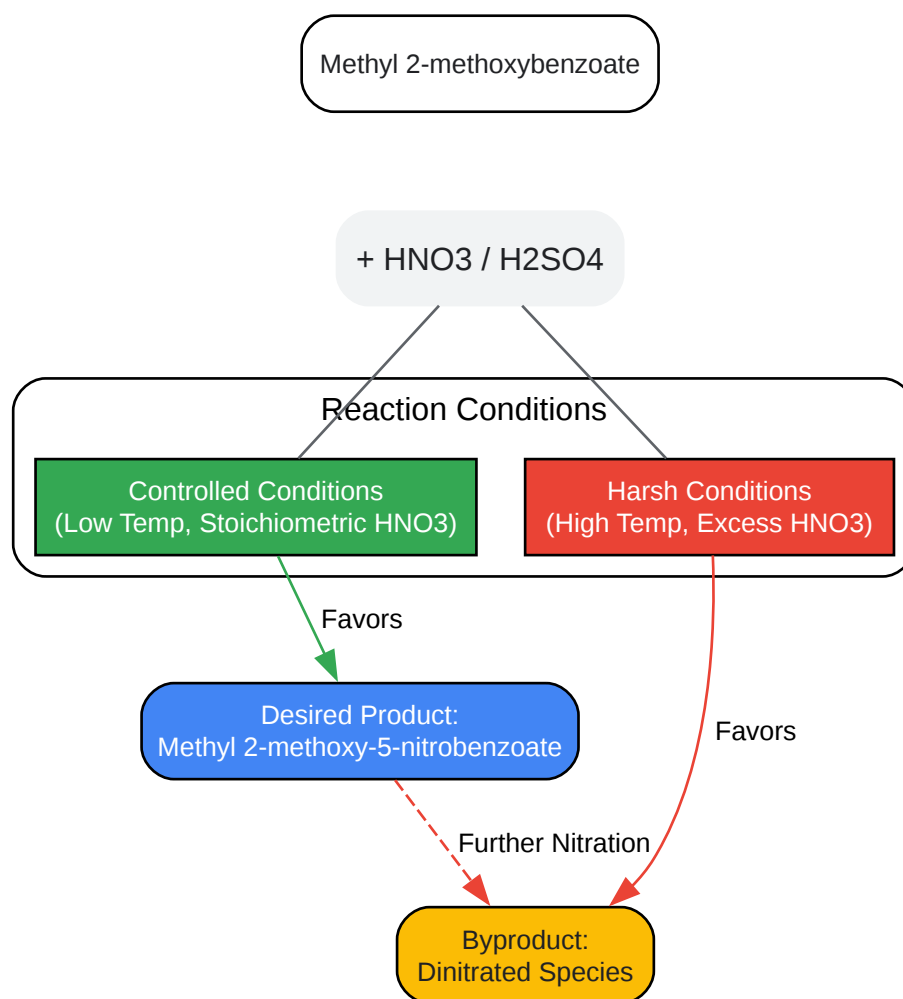 Methyl 2-methoxybenzoate
+ HNO3 / H2SO4
Reaction Conditions
Controlled Conditions
(Low Temp, Stoichiometric HNO3)
Harsh Conditions
(High Temp, Excess HNO3)
Favors
Desired Product:
Methyl 2-methoxy-5-nitrobenzoate
Favors
Further Nitration
Byproduct:
Dinitrated Species